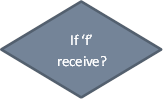 If ‘f’
receive?